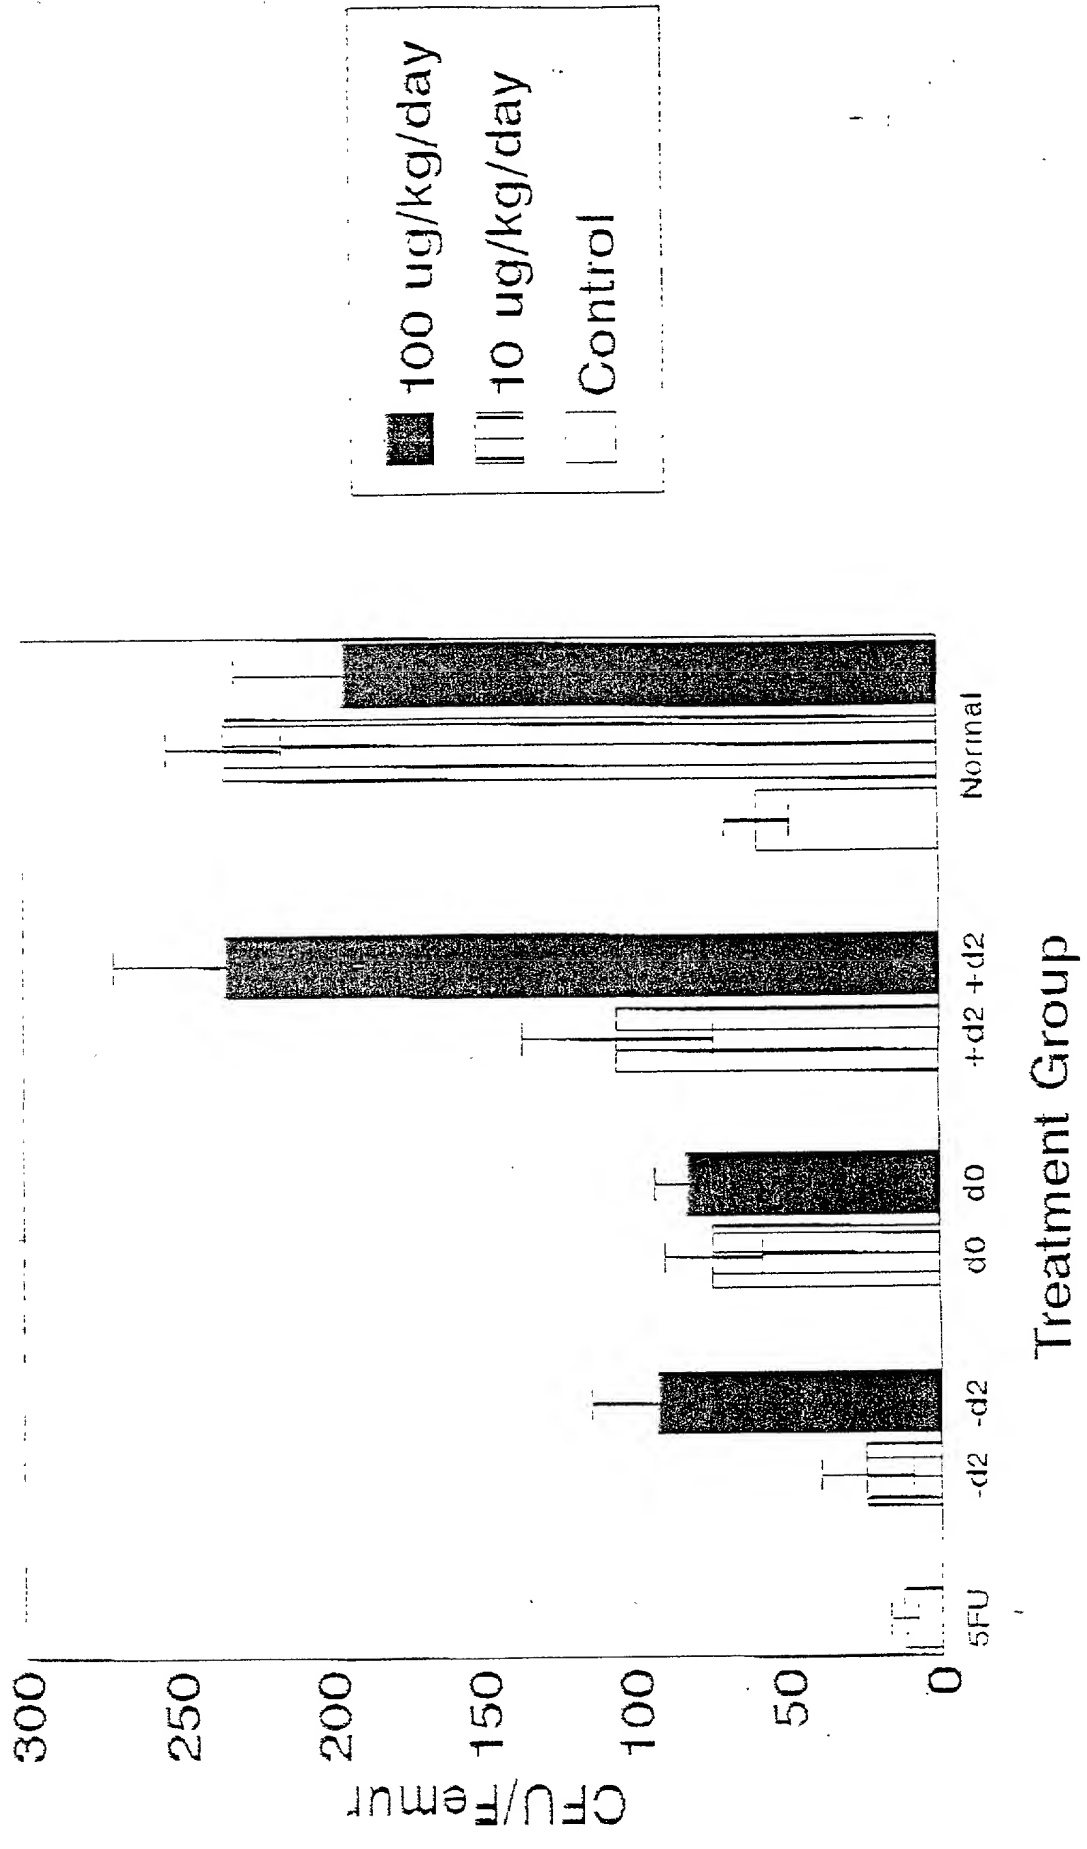 CFU/Femur
300
250
200
150
100
50
0
5FU
-d2
-d2
d0
d0
+d2
+d2
Normal
Treatment Group
100 ug/kg/day
10 ug/kg/day
Control